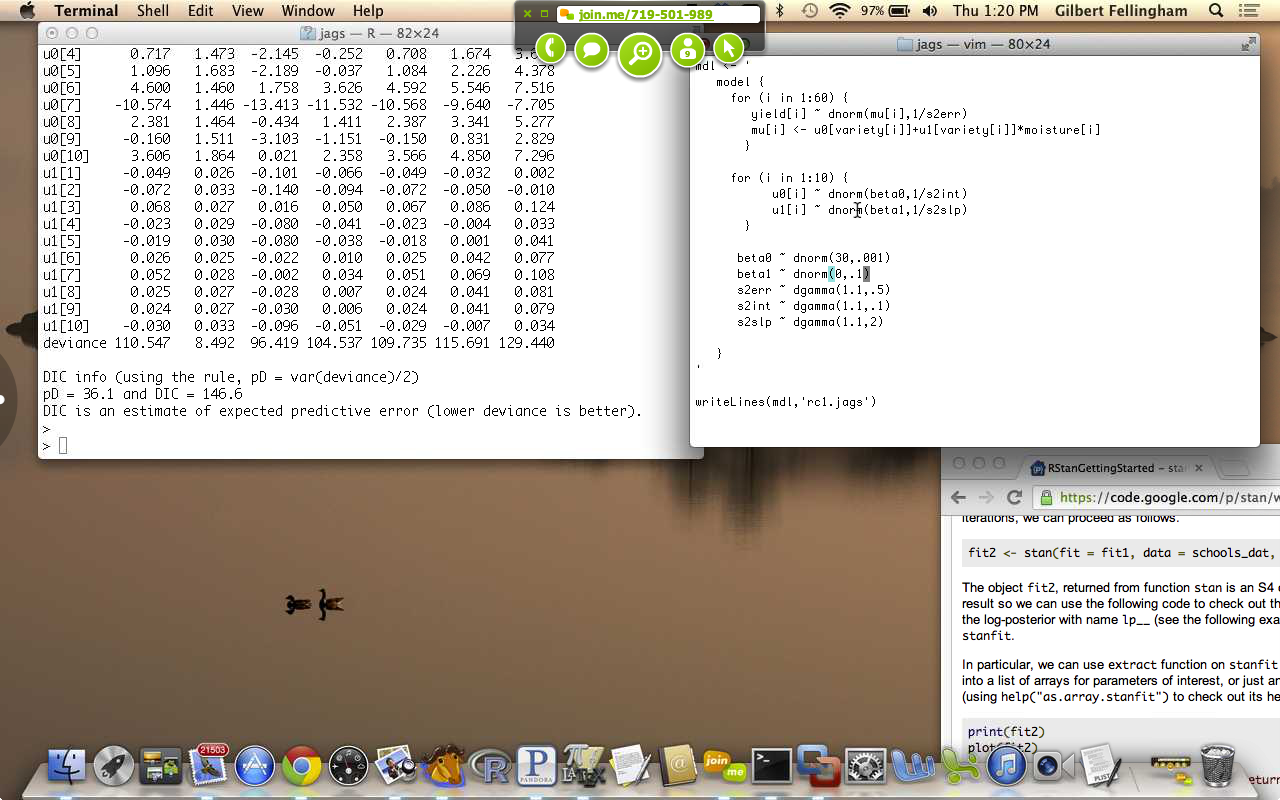 Terminal Shell Edit View Window Help
97% Thu 1:20 PM Gilbert Fellingham
join.me/719-501-989
jags — R — 82×24
u0[4] 0.717 1.473 -2.145 -0.252 0.708 1.674
u0[5] 1.096 1.683 -2.189 -0.037 1.084 2.226 4.378
u0[6] 4.600 1.460 1.758 3.626 4.592 5.546 7.516
u0[7] -10.574 1.446 -13.413 -11.532 -10.568 -9.640 -7.705
u0[8] 2.381 1.464 -0.434 1.411 2.387 3.341 5.277
u0[9] -0.160 1.511 -3.103 -1.151 -0.150 0.831 2.829
u0[10] 3.606 1.864 0.021 2.358 3.566 4.850 7.296
u1[1] -0.049 0.026 -0.101 -0.066 -0.049 -0.032 0.002
u1[2] -0.072 0.033 -0.140 -0.094 -0.072 -0.050 -0.010
u1[3] 0.068 0.027 0.016 0.050 0.067 0.086 0.124
u1[4] -0.023 0.029 -0.080 -0.041 -0.023 -0.004 0.033
u1[5] -0.019 0.030 -0.080 -0.038 -0.018 0.001 0.041
u1[6] 0.026 0.025 -0.022 0.010 0.025 0.042 0.077
u1[7] 0.052 0.028 -0.002 0.034 0.051 0.069 0.108
u1[8] 0.025 0.027 -0.028 0.007 0.024 0.041 0.081
u1[9] 0.024 0.027 -0.030 0.006 0.024 0.041 0.079
u1[10] -0.030 0.033 -0.096 -0.051 -0.029 -0.007 0.034
deviance 110.547 8.492 96.419 104.537 109.735 115.691 129.440
DIC info (using the rule, pD = var(deviance)/2)
pD = 36.1 and DIC = 146.6
DIC is an estimate of expected predictive error (lower deviance is better).
>
>
jags — vim — 80×24
mdl <- '
model {
for (i in 1:60) {
yield[i] ~ dnorm(mu[i],1/s2err)
mu[i] <- u0[variety[i]]+u1[variety[i]]*moisture[i]
}
for (i in 1:10) {
u0[i] ~ dnorm(beta0,1/s2int)
u1[i] ~ dnorm(beta1,1/s2slp)
}
beta0 ~ dnorm(30,.001)
beta1 ~ dnorm(0,.1)
s2err ~ dgamma(1.1,.5)
s2int ~ dgamma(1.1,.1)
s2slp ~ dgamma(1.1,2)
}
'
writeLines(mdl,'rc1.jags')
RStanGettingStarted – sta
https://code.google.com/p/stan/w
iterations, we can proceed as follows.
fit2 <- stan(fit = fit1, data = schools_dat,
The object fit2, returned from function stan is an S4
result so we can use the following code to check out th
the log-posterior with name lp__ (see the following exa
stanfit.
In particular, we can use extract function on stanfit
into a list of arrays for parameters of interest, or just an
(using help("as.array.stanfit") to check out its he
print(fit2)
plot(fit2)
21503
PANDORA
join
me
PLIST